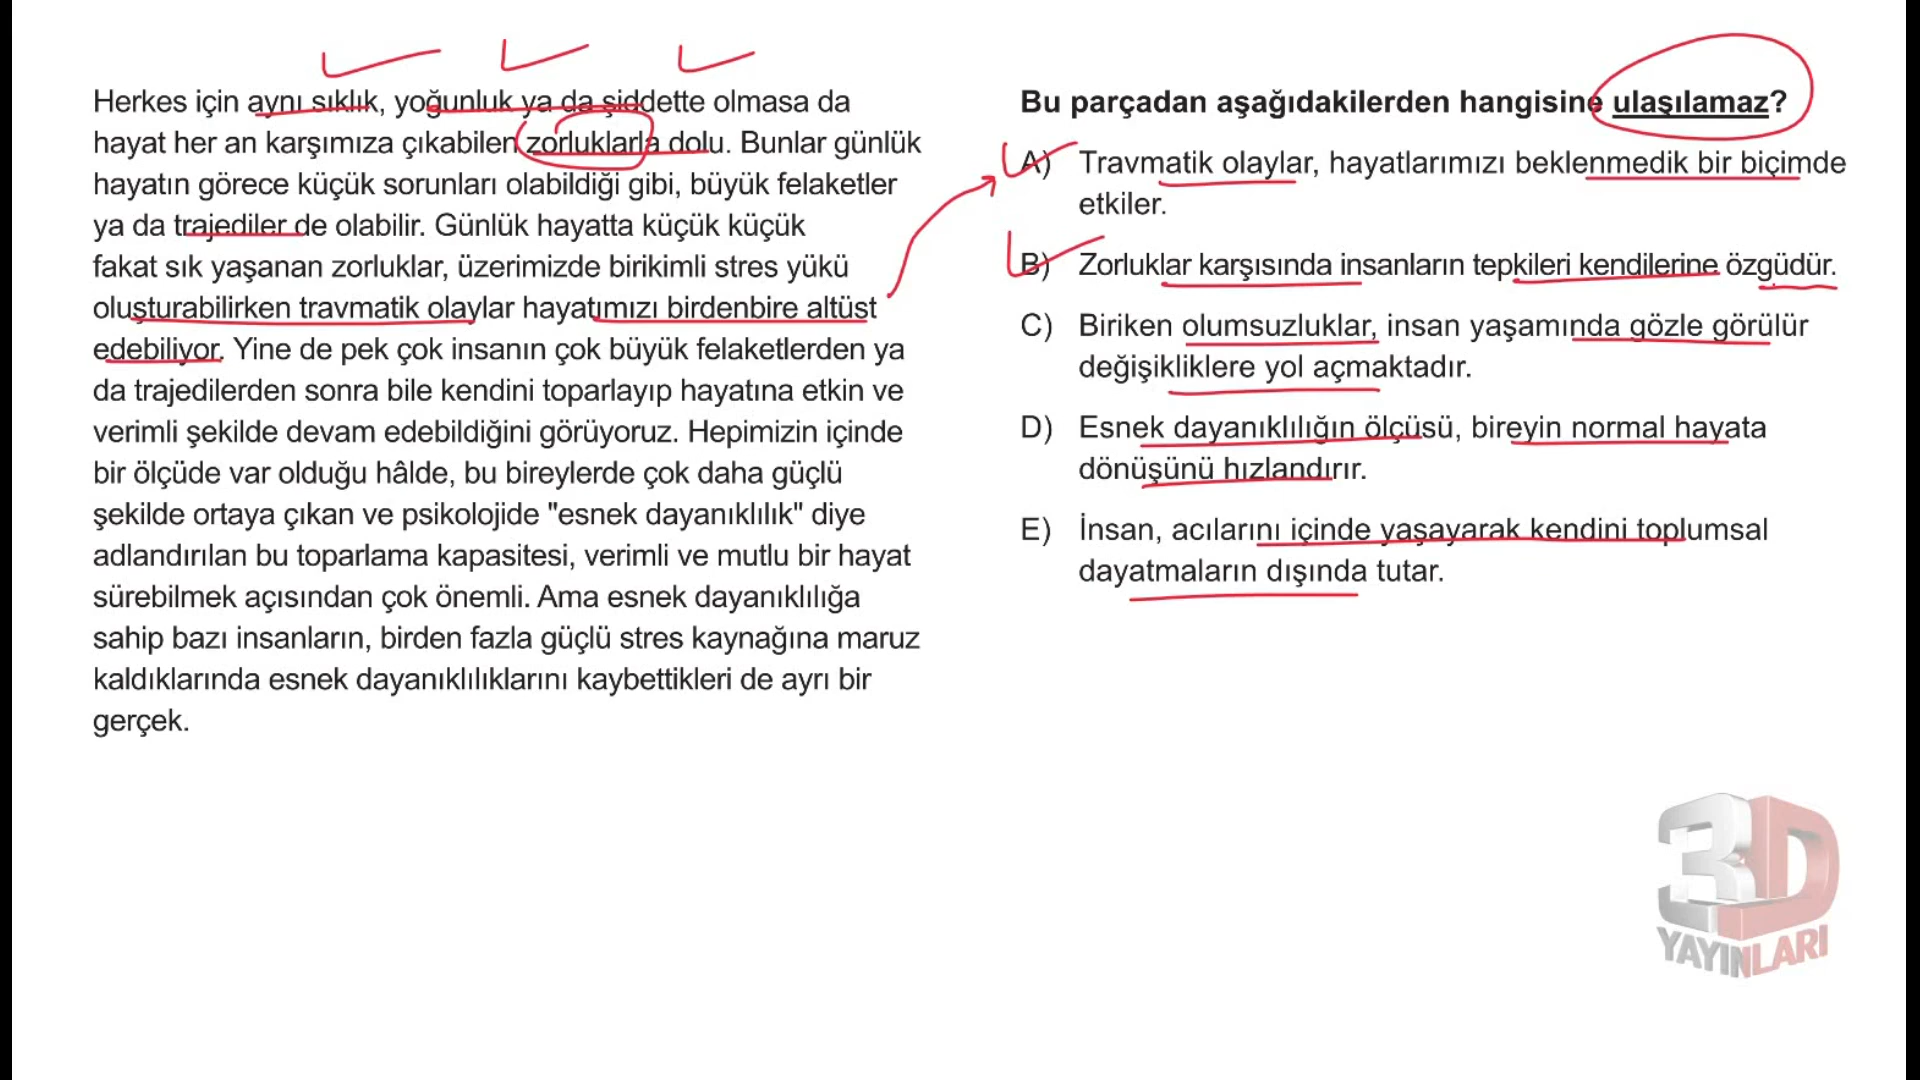 Herkes için aynı sıklık, yoğunluk ya da şiddette olmasa da
hayat her an karşımıza çıkabilen zorluklarla dolu. Bunlar günlük
hayatın görece küçük sorunları olabildiği gibi, büyük felaketler
ya da trajediler de olabilir. Günlük hayatta küçük küçük
fakat sık yaşanan zorluklar, üzerimizde birikimli stres yükü
oluşturabilirken travmatik olaylar hayatımızı birdenbire altüst
edebiliyor. Yine de pek çok insanın çok büyük felaketlerden ya
da trajedilerden sonra bile kendini toparlayıp hayatına etkin ve
verimli şekilde devam edebildiğini görüyoruz. Hepimizin içinde
bir ölçüde var olduğu hâlde, bu bireylerde çok daha güçlü
şekilde ortaya çıkan ve psikolojide "esnek dayanıklılık" diye
adlandırılan bu toparlama kapasitesi, verimli ve mutlu bir hayat
sürebilmek açısından çok önemli. Ama esnek dayanıklılığa
sahip bazı insanların, birden fazla güçlü stres kaynağına maruz
kaldıklarında esnek dayanıklılıklarını kaybettikleri de ayrı bir
gerçek.
Bu parçadan aşağıdakilerden hangisine ulaşılamaz?
A) Travmatik olaylar, hayatlarımızı beklenmedik bir biçimde
etkiler.
B) Zorluklar karşısında insanların tepkileri kendilerine özgüdür.
C) Biriken olumsuzluklar, insan yaşamında gözle görülür
değişikliklere yol açmaktadır.
D) Esnek dayanıklılığın ölçüsü, bireyin normal hayata
dönüşünü hızlandırır.
E) İnsan, acılarını içinde yaşayarak kendini toplumsal
dayatmaların dışında tutar.
3D
YAYINLARI